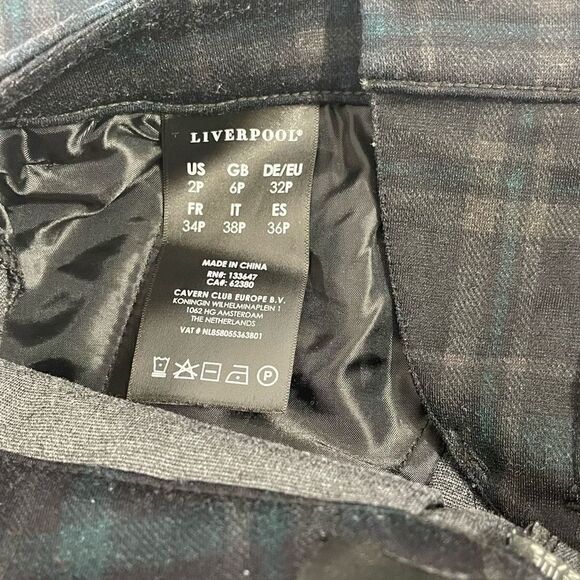 LIVERPOOL®
US GB DE/EU
2P 6P 32P
FR IT ES
34P 38P 36P
MADE IN CHINA
RN#: 133647
CA#: 62380
CAVERN CLUB EUROPE B.V.
KONINGIN WILHELMINAPLEIN 1
1062 HG AMSTERDAM
THE NETHERLANDS
VAT # NL858055363B01
P